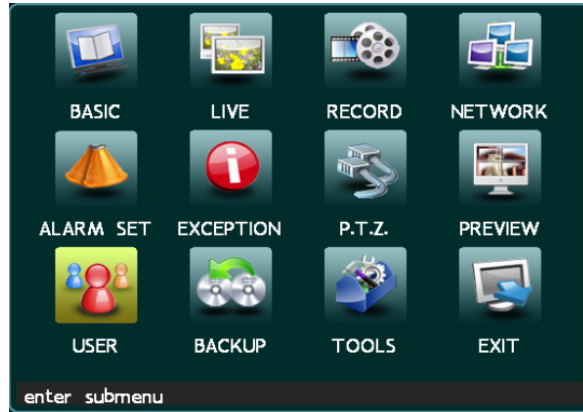 BASIC LIVE RECORD NETWORK
ALARM SET EXCEPTION P.T.Z. PREVIEW
USER BACKUP TOOLS EXIT
enter submenu